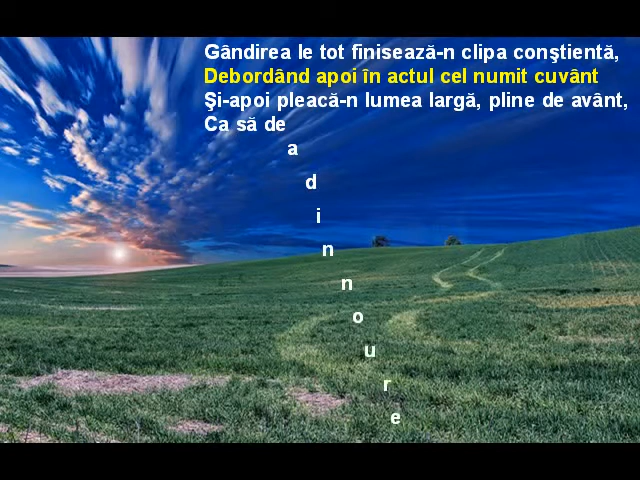 Gândirea le tot finisează-n clipa conştientă,
Debordând apoi în actul cel numit cuvânt
Şi-apoi pleacă-n lumea largă, pline de avânt,
Ca să de
a
d
i
n
n
o
u
r
e